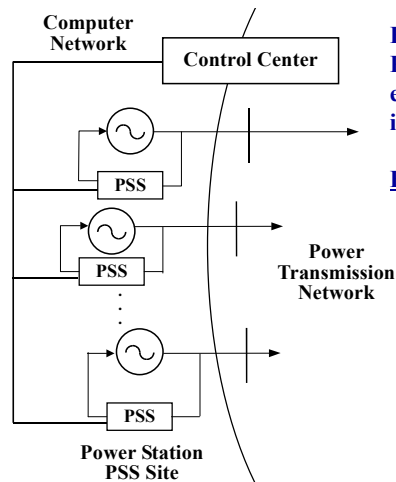 Computer
Network
Control Center
PSS
PSS
Power
Transmission
Network
PSS
Power Station
PSS Site